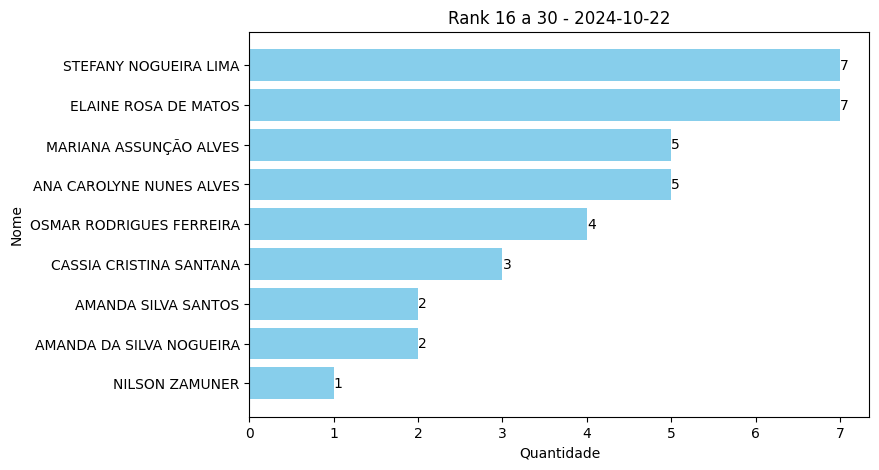 Rank 16 a 30 - 2024-10-22
STEFANY NOGUEIRA LIMA 7
ELAINE ROSA DE MATOS 7
MARIANA ASSUNÇÃO ALVES 5
ANA CAROLYNE NUNES ALVES 5
OSMAR RODRIGUES FERREIRA 4
CASSIA CRISTINA SANTANA 3
AMANDA SILVA SANTOS 2
AMANDA DA SILVA NOGUEIRA 2
NILSON ZAMUNER 1
Nome
0 1 2 3 4 5 6 7
Quantidade